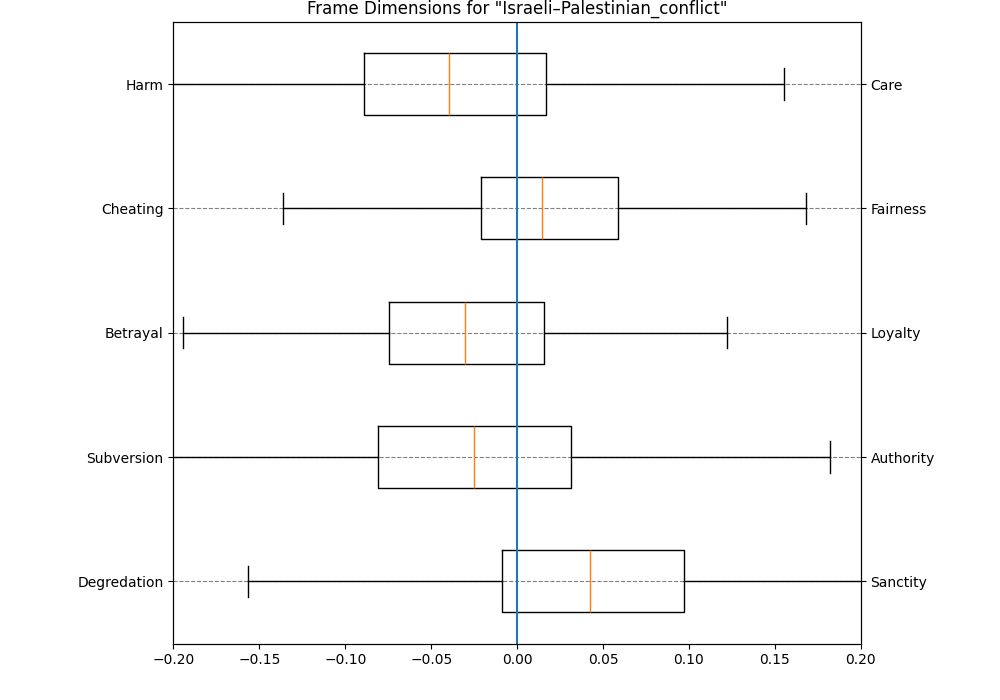 Frame Dimensions for "Israeli–Palestinian_conflict"
Harm
Care
Cheating
Fairness
Betrayal
Loyalty
Subversion
Authority
Degredation
Sanctity
−0.20
−0.15
−0.10
−0.05
0.00
0.05
0.10
0.15
0.20